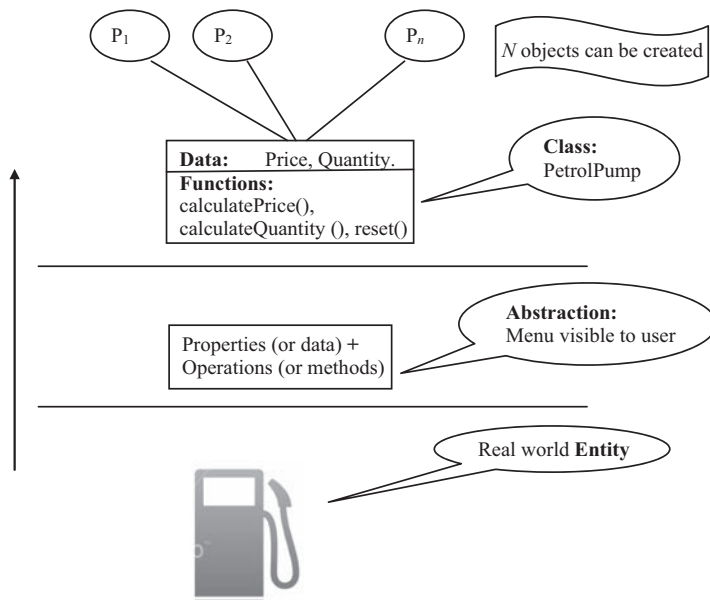 P1
P2
Pn
N objects can be created
Data: Price, Quantity.
Functions:
calculatePrice(),
calculateQuantity (), reset()
Class:
PetrolPump
Properties (or data) +
Operations (or methods)
Abstraction:
Menu visible to user
Real world Entity